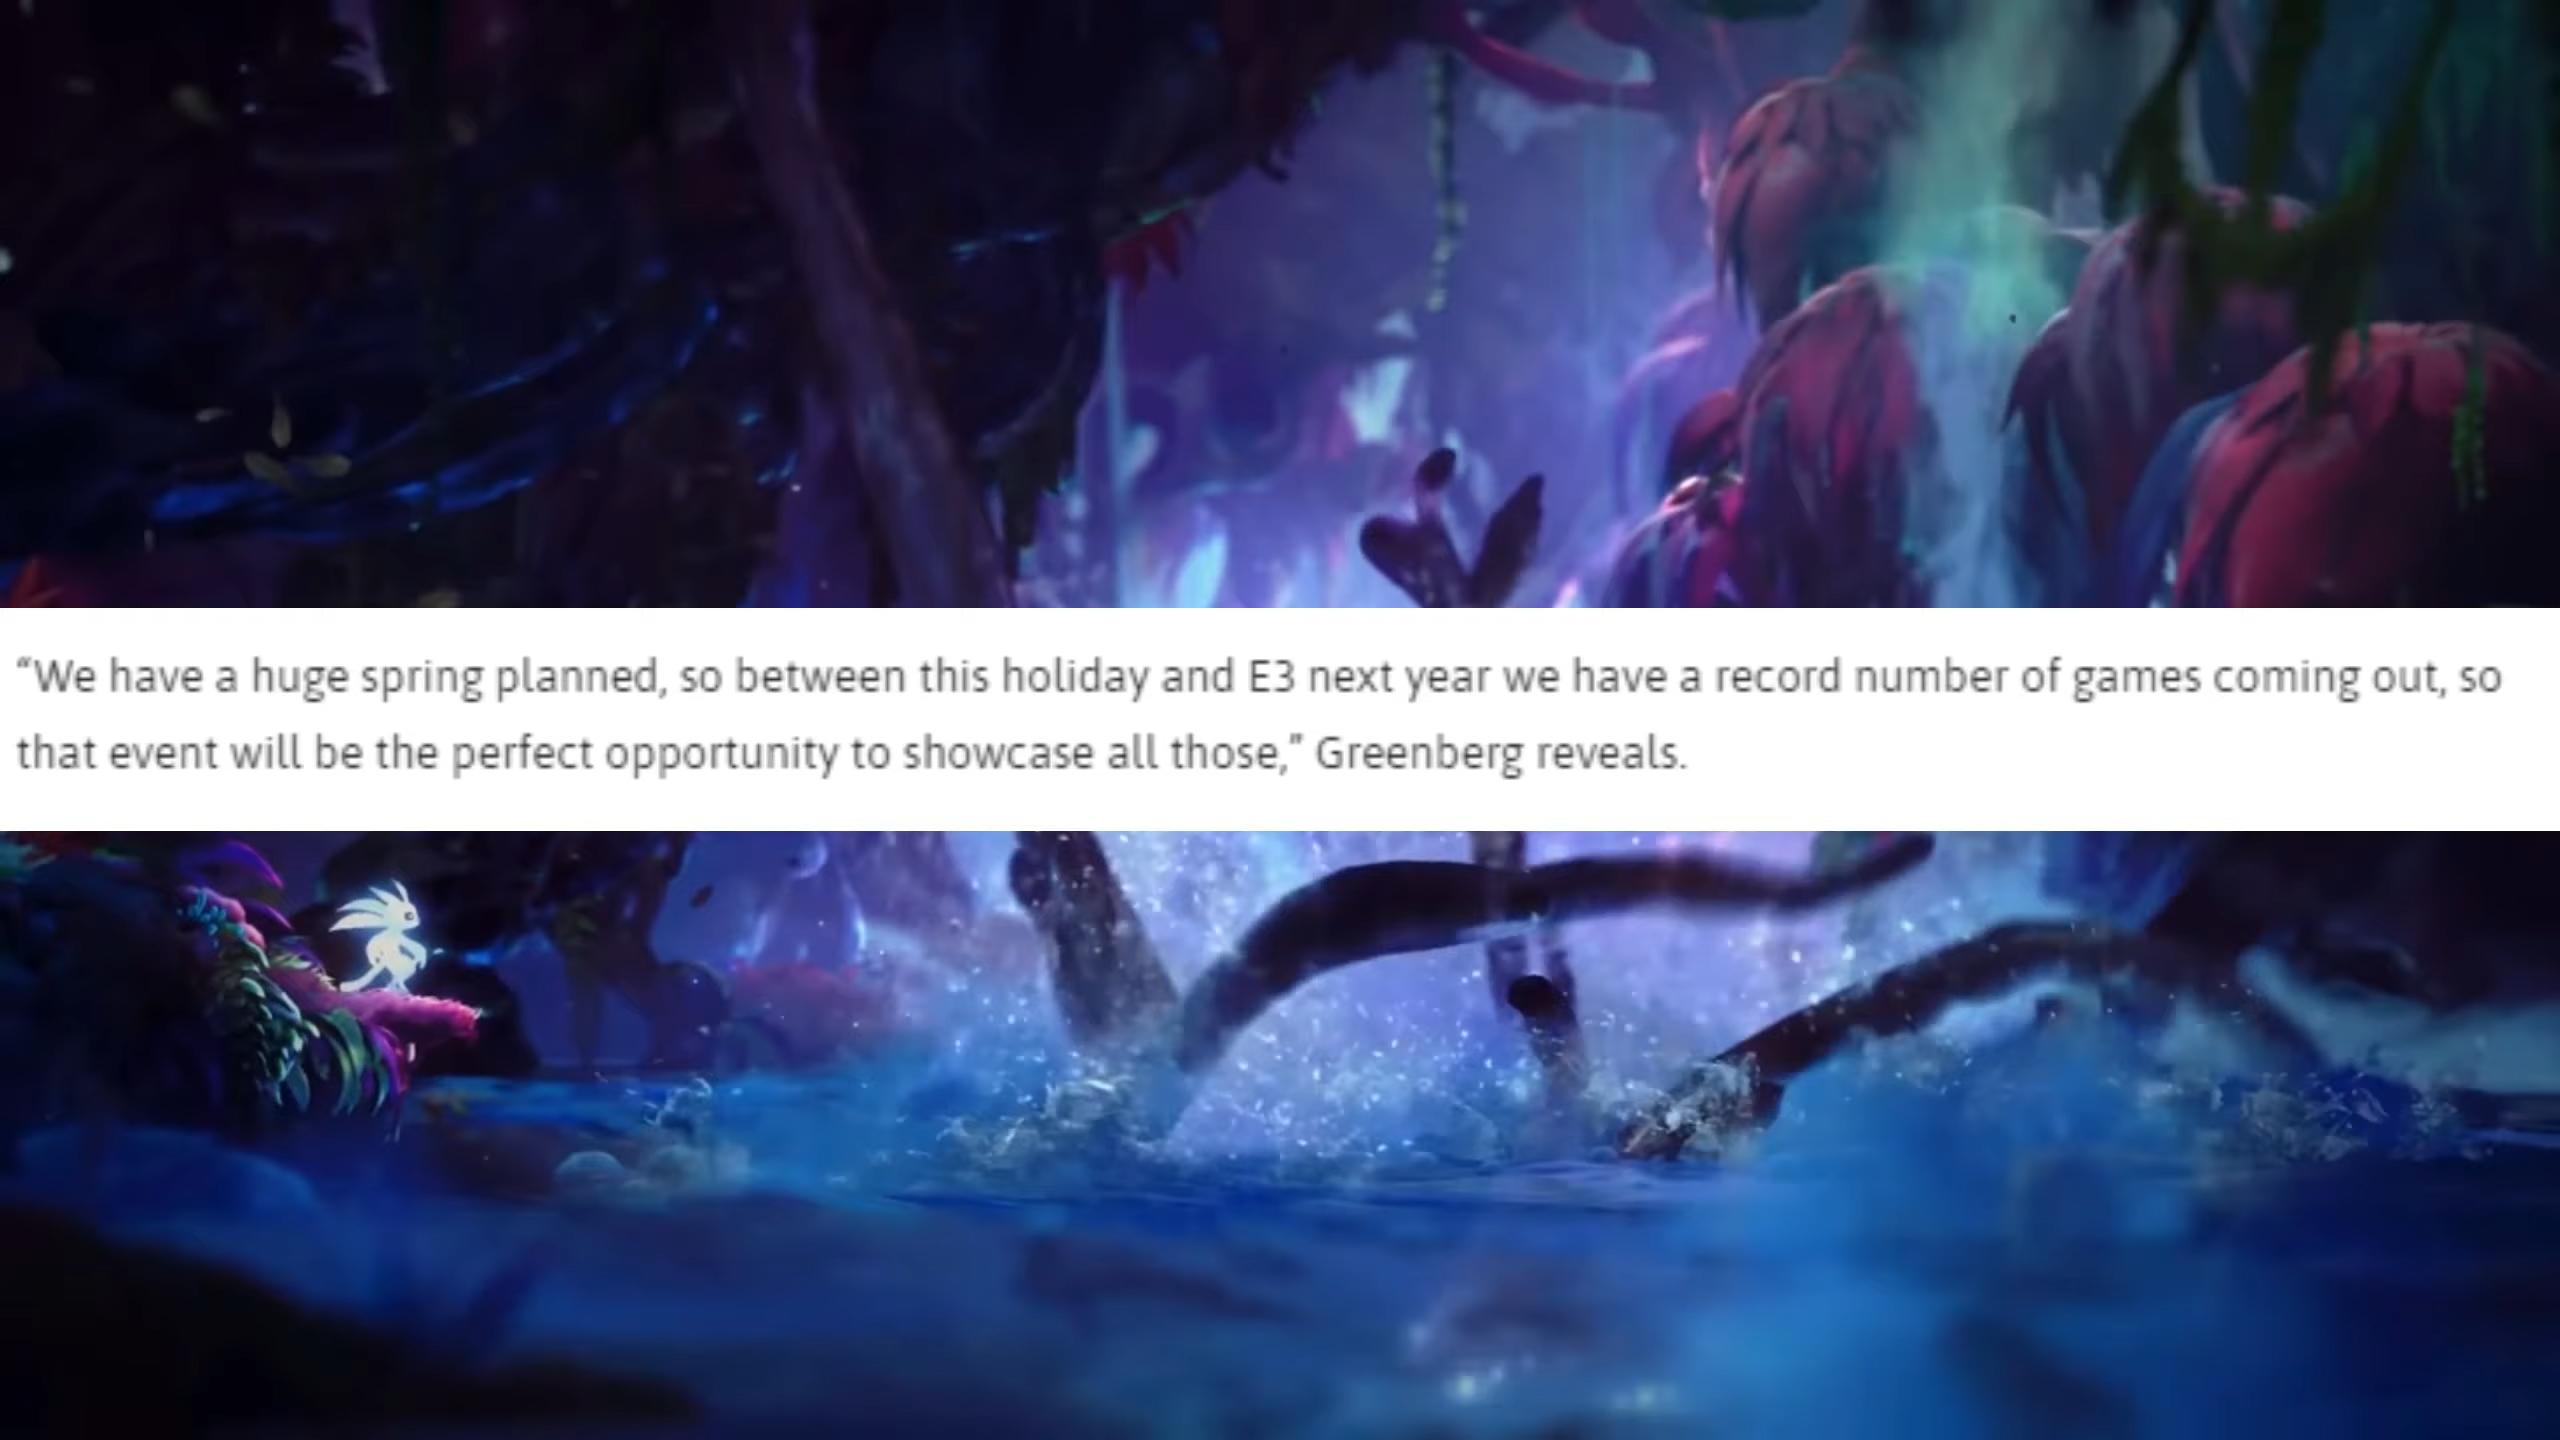 “We have a huge spring planned, so between this holiday and E3 next year we have a record number of games coming out, so
that event will be the perfect opportunity to showcase all those,” Greenberg reveals.